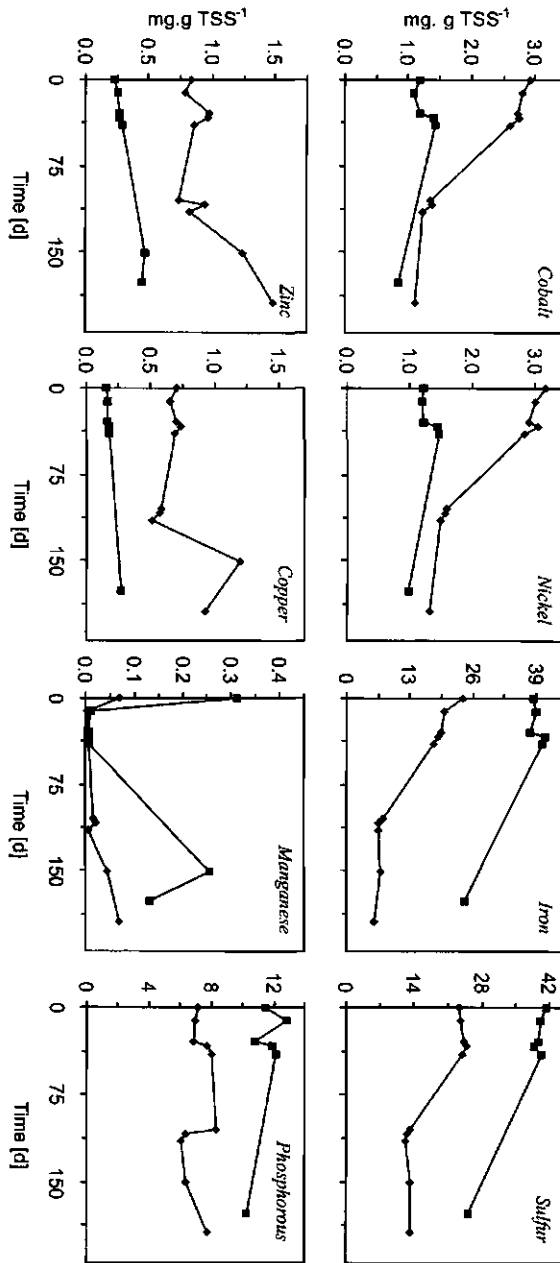 mg. g TSS⁻¹
3.0
2.0
1.0
0.0
Cobalt
3.0
2.0
1.0
0.0
Nickel
39
26
13
0
Iron
42
28
14
0
Sulfur
mg.g TSS⁻¹
1.5
1.0
0.5
0.0
Zinc
0 75 150
Time [d]
1.5
1.0
0.5
0.0
Copper
0 75 150
Time [d]
0.4
0.3
0.2
0.1
0.0
Manganese
0 75 150
Time [d]
12
8
4
0
Phosphorous
0 75 150
Time [d]